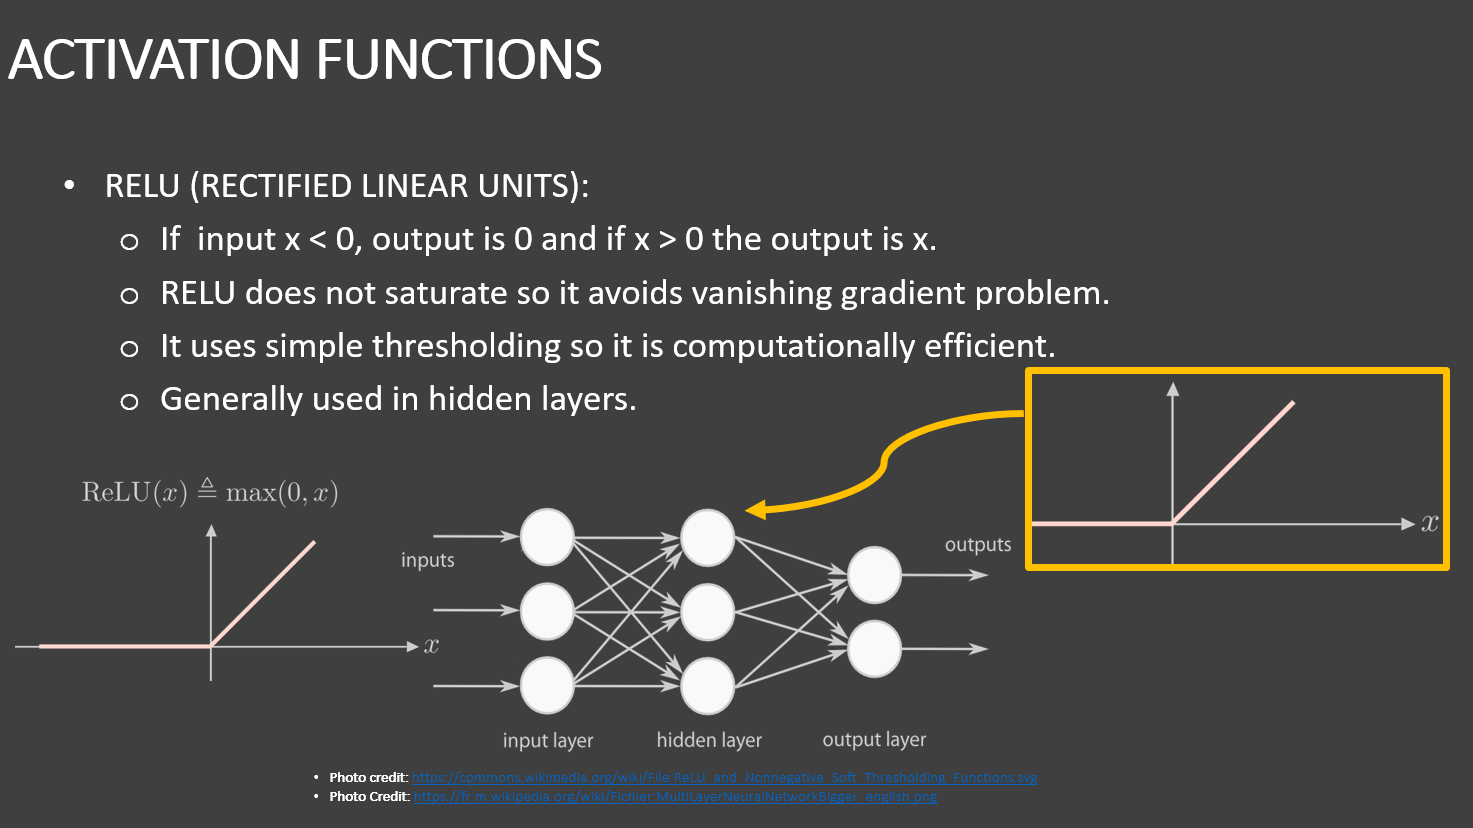 ACTIVATION FUNCTIONS
• RELU (RECTIFIED LINEAR UNITS):
o If  input x < 0, output is 0 and if x > 0 the output is x.
o RELU does not saturate so it avoids vanishing gradient problem.
o It uses simple thresholding so it is computationally efficient.
o Generally used in hidden layers.
ReLU(x) ≜ max(0, x)
x
inputs
outputs
x
input layer
hidden layer
output layer
• Photo credit: https://commons.wikimedia.org/wiki/File:ReLU_and_Nonnegative_Soft_Thresholding_Functions.svg
• Photo Credit: https://fr.m.wikipedia.org/wiki/Fichier:MultiLayerNeuralNetworkBigger_english.png